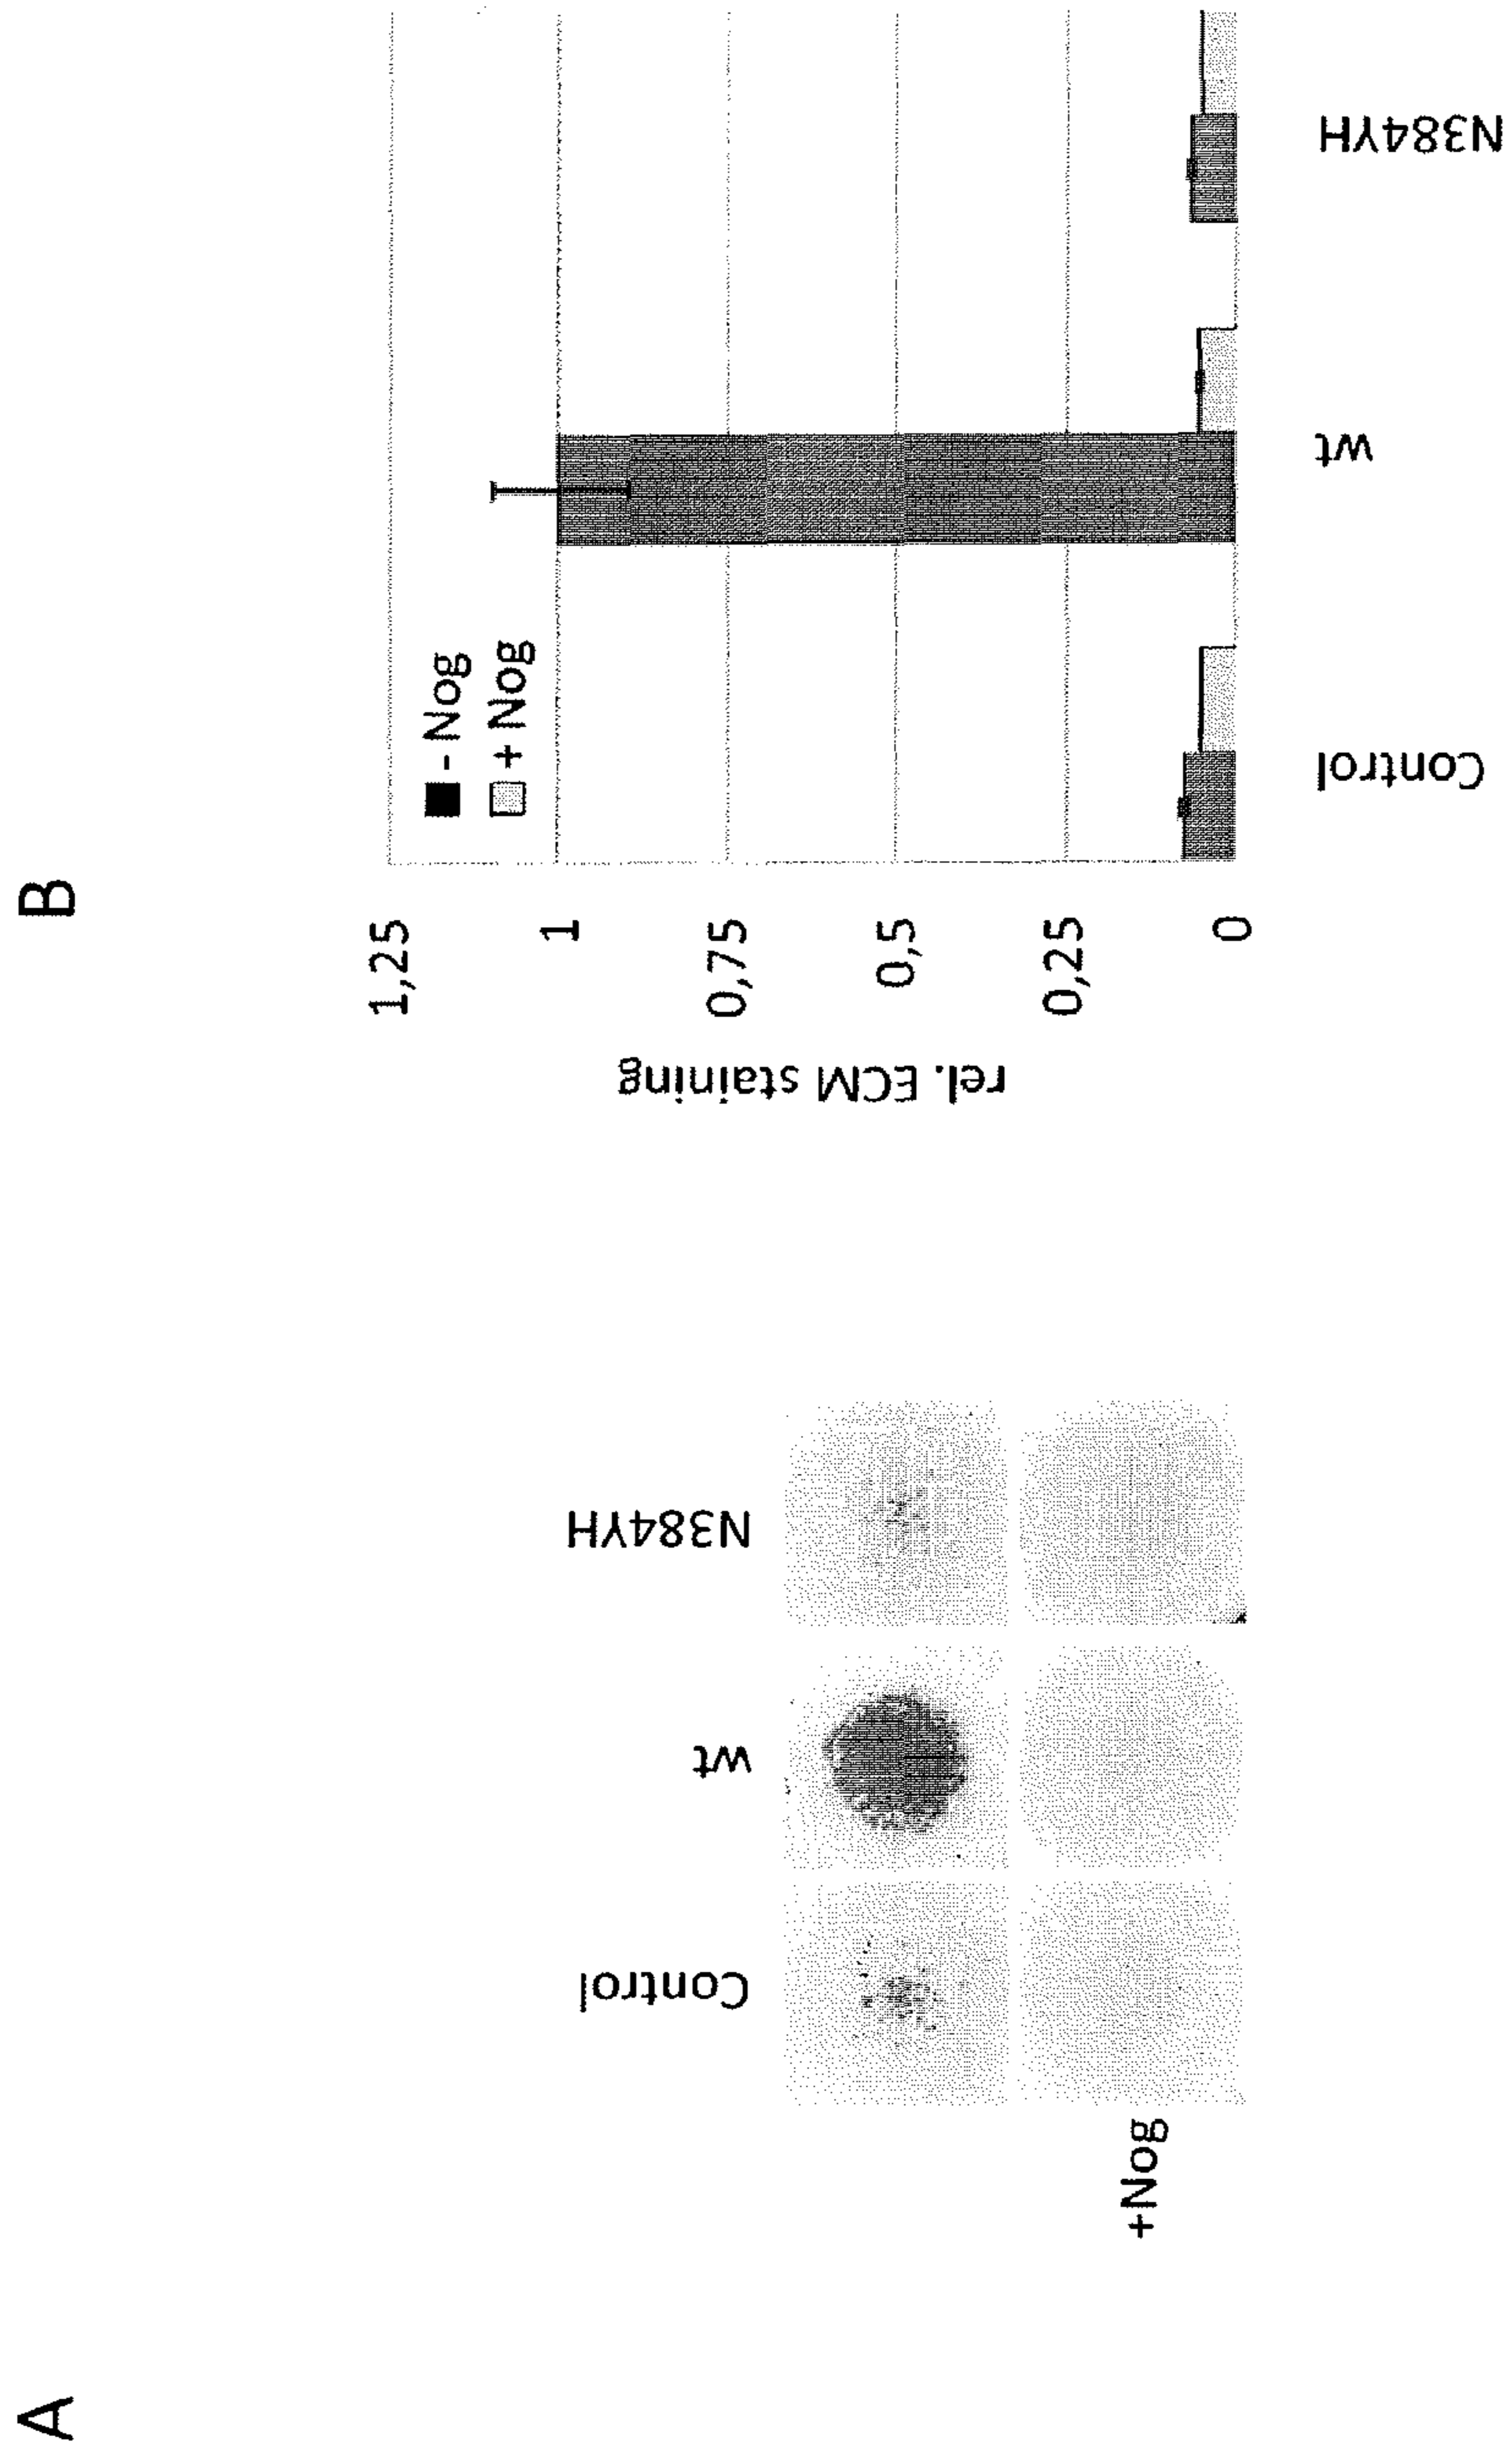 A
Control
wt
N384YH
+Nog
B
rel. ECM staining
1,25
1
0,75
0,5
0,25
0
- Nog
+ Nog
Control
wt
N384YH